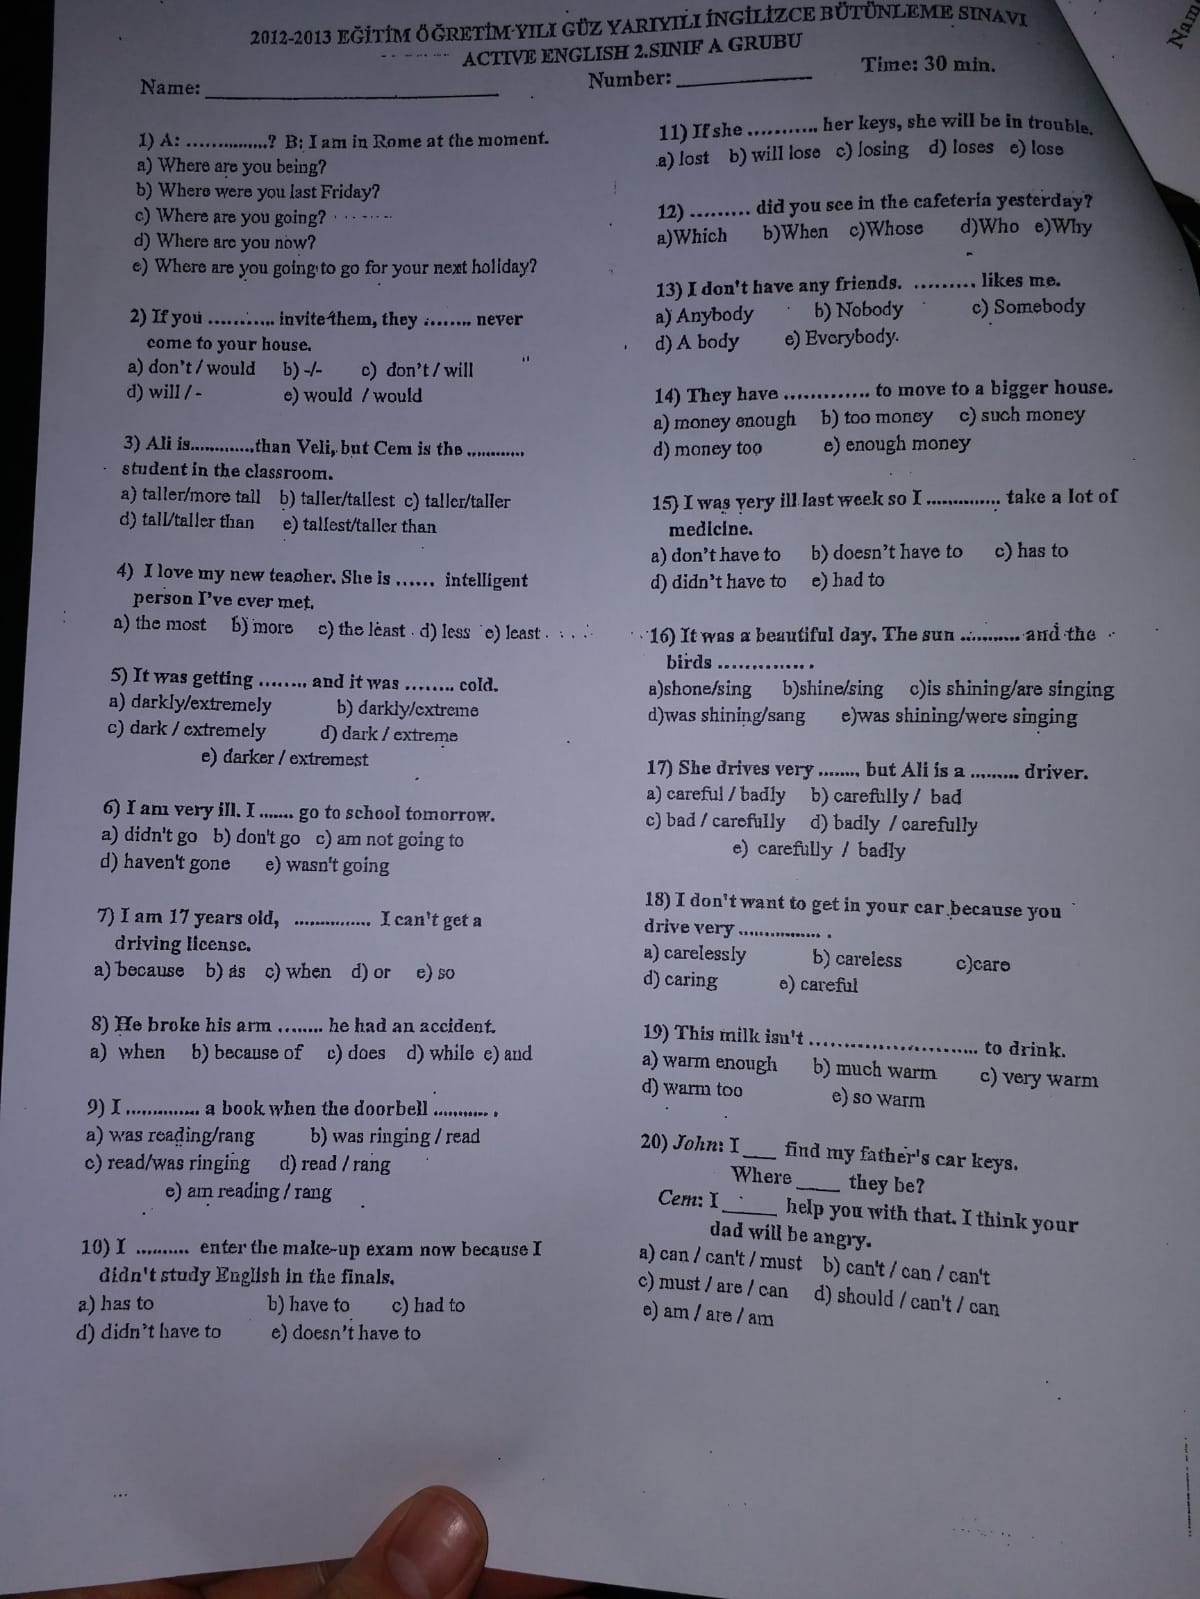 2012-2013 EĞİTİM ÖĞRETİM YILI GÜZ YARIYILI İNGİLİZCE BÜTÜNLEME SINAVI
ACTIVE ENGLISH 2.SINIF A GRUBU
Name: ____________ Number: ____________ Time: 30 min.
1) A: ...............? B: I am in Rome at the moment.
a) Where are you being?
b) Where were you last Friday?
c) Where are you going?
d) Where are you now?
e) Where are you going to go for your next holiday?
2) If you ........... invite them, they ........ never
come to your house.
a) don't / would b) -/- c) don't / will
d) will / - e) would / would
3) Ali is.............than Veli, but Cem is the ............
student in the classroom.
a) taller/more tall b) taller/tallest c) taller/taller
d) tall/taller than e) tallest/taller than
4) I love my new teacher. She is ...... intelligent
person I've ever met.
a) the most b) more c) the least d) less e) least
5) It was getting ........ and it was ........ cold.
a) darkly/extremely b) darkly/extreme
c) dark / extremely d) dark / extreme
e) darker / extremest
6) I am very ill. I ....... go to school tomorrow.
a) didn't go b) don't go c) am not going to
d) haven't gone e) wasn't going
7) I am 17 years old, ............... I can't get a
driving license.
a) because b) as c) when d) or e) so
8) He broke his arm ........ he had an accident.
a) when b) because of c) does d) while e) and
9) I ............. a book when the doorbell ........... .
a) was reading/rang b) was ringing / read
c) read/was ringing d) read / rang
e) am reading / rang
10) I .......... enter the make-up exam now because I
didn't study English in the finals.
a) has to b) have to c) had to
d) didn't have to e) doesn't have to
11) If she ........... her keys, she will be in trouble.
a) lost b) will lose c) losing d) loses e) lose
12) ......... did you see in the cafeteria yesterday?
a)Which b)When c)Whose d)Who e)Why
13) I don't have any friends. ......... likes me.
a) Anybody b) Nobody c) Somebody
d) A body e) Everybody.
14) They have ............. to move to a bigger house.
a) money enough b) too money c) such money
d) money too e) enough money
15) I was very ill last week so I .............. take a lot of
medicine.
a) don't have to b) doesn't have to c) has to
d) didn't have to e) had to
16) It was a beautiful day. The sun ........... and the
birds .............. .
a)shone/sing b)shine/sing c)is shining/are singing
d)was shining/sang e)was shining/were singing
17) She drives very ........, but Ali is a ......... driver.
a) careful / badly b) carefully / bad
c) bad / carefully d) badly / carefully
e) carefully / badly
18) I don't want to get in your car because you
drive very ................ .
a) carelessly b) careless c)care
d) caring e) careful
19) This milk isn't .......................... to drink.
a) warm enough b) much warm c) very warm
d) warm too e) so warm
20) John: I ___ find my father's car keys.
Where ____ they be?
Cem: I _____ help you with that. I think your
dad will be angry.
a) can / can't / must b) can't / can / can't
c) must / are / can d) should / can't / can
e) am / are / am